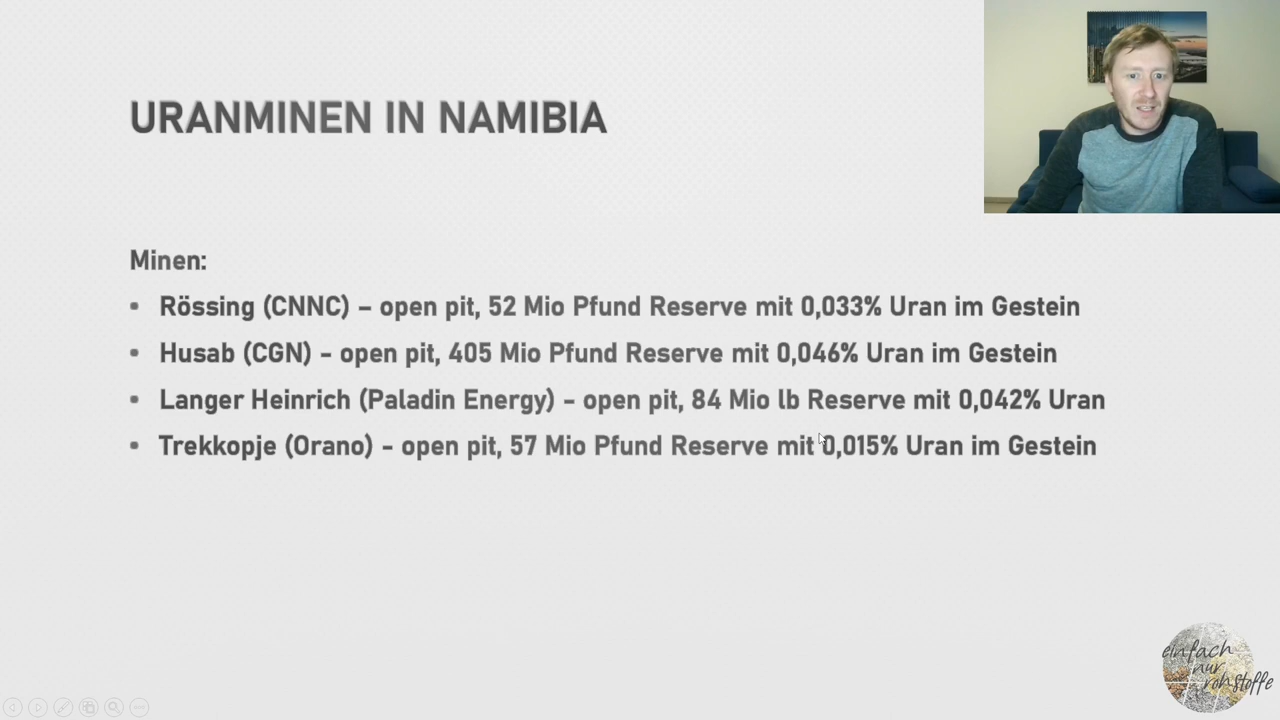 URANMINEN IN NAMIBIA
Minen:
• Rössing (CNNC) – open pit, 52 Mio Pfund Reserve mit 0,033% Uran im Gestein
• Husab (CGN) – open pit, 405 Mio Pfund Reserve mit 0,046% Uran im Gestein
• Langer Heinrich (Paladin Energy) – open pit, 84 Mio lb Reserve mit 0,042% Uran
• Trekkopje (Orano) – open pit, 57 Mio Pfund Reserve mit 0,015% Uran im Gestein
einfach
nur
rohstoffe